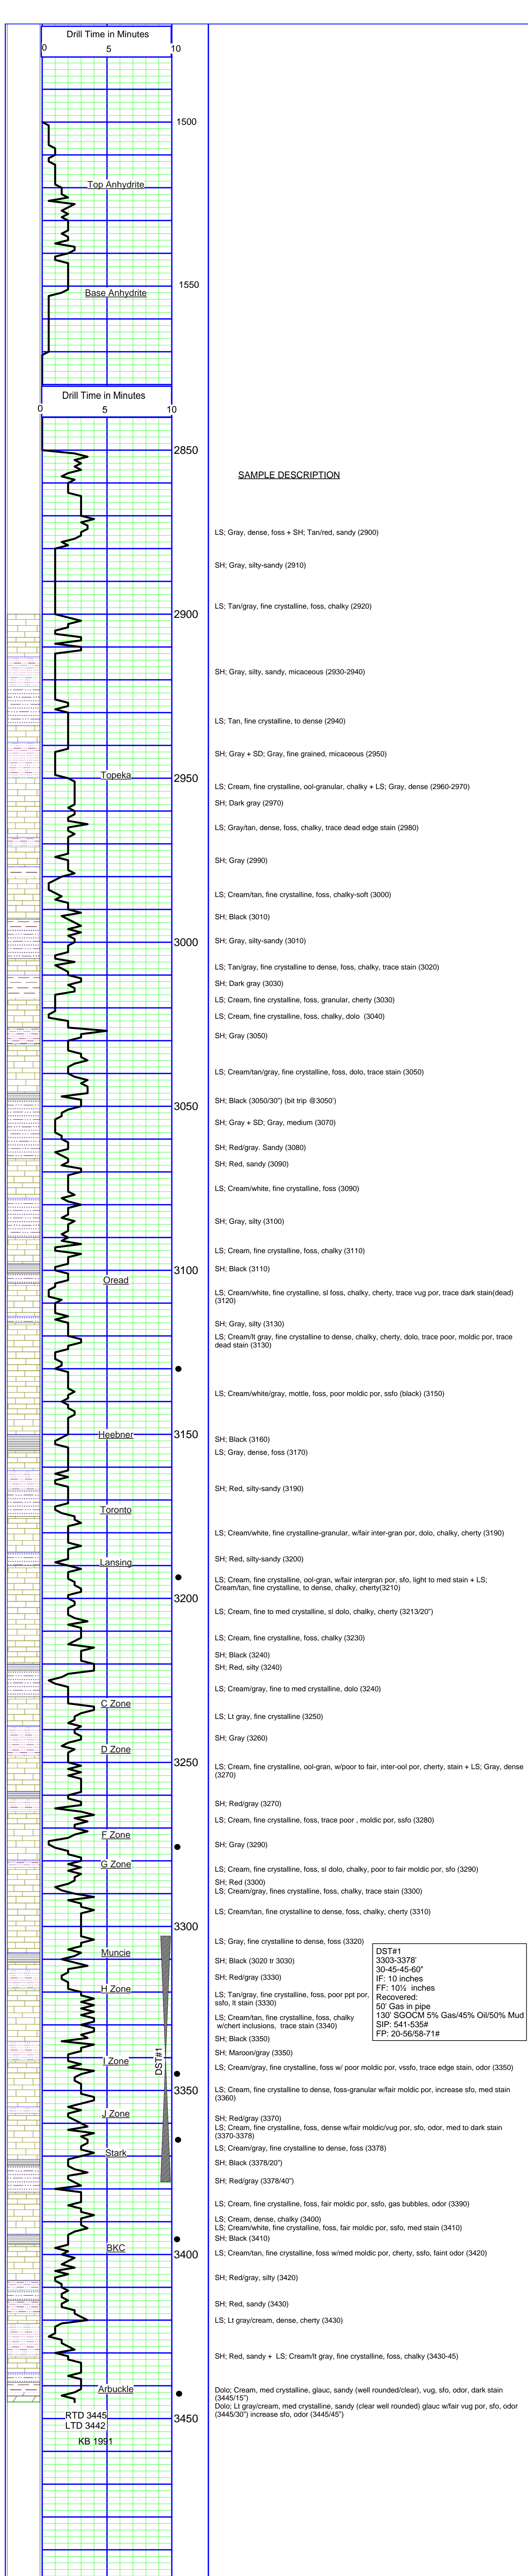 Drill Time in Minutes
0 5 10
1500
Top Anhydrite
1550
Base Anhydrite
Drill Time in Minutes
0 5 10
2850
SAMPLE DESCRIPTION
LS; Gray, dense, foss + SH; Tan/red, sandy (2900)
SH; Gray, silty-sandy (2910)
LS; Tan/gray, fine crystalline, foss, chalky (2920)
2900
SH; Gray, silty, sandy, micaceous (2930-2940)
LS; Tan, fine crystalline, to dense (2940)
SH; Gray + SD; Gray, fine grained, micaceous (2950)
Topeka
2950
LS; Cream, fine crystalline, ool-granular, chalky + LS; Gray, dense (2960-2970)
SH; Dark gray (2970)
LS; Gray/tan, dense, foss, chalky, trace dead edge stain (2980)
SH; Gray (2990)
LS; Cream/tan, fine crystalline, foss, chalky-soft (3000)
SH; Black (3010)
SH; Gray, silty-sandy (3010)
3000
LS; Tan/gray, fine crystalline to dense, foss, chalky, trace stain (3020)
SH; Dark gray (3030)
LS; Cream, fine crystalline, foss, granular, cherty (3030)
LS; Cream, fine crystalline, foss, chalky, dolo (3040)
SH; Gray (3050)
LS; Cream/tan/gray, fine crystalline, foss, dolo, trace stain (3050)
SH; Black (3050/30") (bit trip @3050')
3050
SH; Gray + SD; Gray, medium (3070)
SH; Red/gray. Sandy (3080)
SH; Red, sandy (3090)
LS; Cream/white, fine crystalline, foss (3090)
SH; Gray, silty (3100)
LS; Cream, fine crystalline, foss, chalky (3110)
SH; Black (3110)
3100
Oread
LS; Cream/white, fine crystalline, sl foss, chalky, cherty, trace vug por, trace dark stain(dead)
(3120)
SH; Gray, silty (3130)
LS; Cream/lt gray, fine crystalline to dense, chalky, cherty, dolo, trace poor, moldic por, trace
dead stain (3130)
LS; Cream/white/gray, mottle, foss, poor moldic por, ssfo (black) (3150)
Heebner
3150
SH; Black (3160)
LS; Gray, dense, foss (3170)
SH; Red, silty-sandy (3190)
Toronto
LS; Cream/white, fine crystalline-granular, w/fair inter-gran por, dolo, chalky, cherty (3190)
SH; Red, silty-sandy (3200)
Lansing
LS; Cream, fine crystalline, ool-gran, w/fair intergran por, sfo, light to med stain + LS;
Cream/tan, fine crystalline, to dense, chalky, cherty(3210)
3200
LS; Cream, fine to med crystalline, sl dolo, chalky, cherty (3213/20")
LS; Cream, fine crystalline, foss, chalky (3230)
SH; Black (3240)
SH; Red, silty (3240)
LS; Cream/gray, fine to med crystalline, dolo (3240)
C Zone
LS; Lt gray, fine crystalline (3250)
SH; Gray (3260)
D Zone
3250
LS; Cream, fine crystalline, ool-gran, w/poor to fair, inter-ool por, cherty, stain + LS; Gray, dense
(3270)
SH; Red/gray (3270)
LS; Cream, fine crystalline, foss, trace poor , moldic por, ssfo (3280)
F Zone
SH; Gray (3290)
G Zone
LS; Cream, fine crystalline, foss, sl dolo, chalky, poor to fair moldic por, sfo (3290)
SH; Red (3300)
LS; Cream/gray, fines crystalline, foss, chalky, trace stain (3300)
LS; Cream/tan, fine crystalline to dense, foss, chalky, cherty (3310)
3300
LS; Gray, fine crystalline to dense, foss (3320)
Muncie
SH; Black (3020 tr 3030)
SH; Red/gray (3330)
DST#1
3303-3378'
30-45-45-60"
IF: 10 inches
FF: 10½ inches
Recovered:
50' Gas in pipe
130' SGOCM 5% Gas/45% Oil/50% Mud
SIP: 541-535#
FP: 20-56/58-71#
H Zone
LS; Tan/gray, fine crystalline, foss, poor ppt por,
ssfo, lt stain (3330)
LS; Cream/tan, fine crystalline, foss, chalky
w/chert inclusions, trace stain (3340)
SH; Black (3350)
SH; Maroon/gray (3350)
I Zone
DST#1
LS; Cream/gray, fine crystalline, foss w/ poor moldic por, vssfo, trace edge stain, odor (3350)
3350
LS; Cream, fine crystalline to dense, foss-granular w/fair moldic por, increase sfo, med stain
(3360)
J Zone
SH; Red/gray (3370)
LS; Cream, fine crystalline, foss, dense w/fair moldic/vug por, sfo, odor, med to dark stain
(3370-3378)
LS; Cream/gray, fine crystalline to dense, foss (3378)
Stark
SH; Black (3378/20")
SH; Red/gray (3378/40")
LS; Cream, fine crystalline, foss, fair moldic por, ssfo, gas bubbles, odor (3390)
LS; Cream, dense, chalky (3400)
LS; Cream/white, fine crystalline, foss, fair moldic por, ssfo, med stain (3410)
SH; Black (3410)
BKC
3400
LS; Cream/tan, fine crystalline, foss w/med moldic por, cherty, ssfo, faint odor (3420)
SH; Red/gray, silty (3420)
SH; Red, sandy (3430)
LS; Lt gray/cream, dense, cherty (3430)
SH; Red, sandy + LS; Cream/lt gray, fine crystalline, foss, chalky (3430-45)
Arbuckle
Dolo; Cream, med crystalline, glauc, sandy (well rounded/clear), vug, sfo, odor, dark stain
(3445/15")
Dolo; Lt gray/cream, med crystalline, sandy (clear well rounded) glauc w/fair vug por, sfo, odor
(3445/30") increase sfo, odor (3445/45")
3450
RTD 3445
LTD 3442
KB 1991